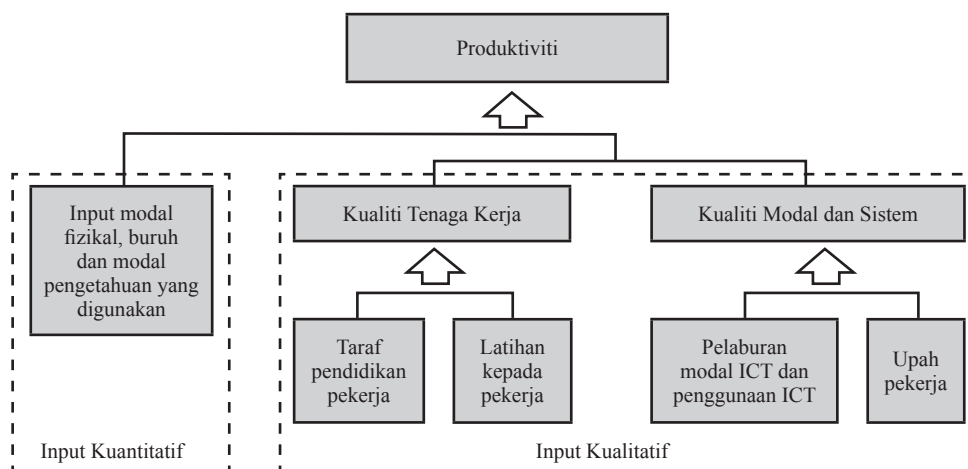 Produktiviti
Input modal
fizikal, buruh
dan modal
pengetahuan yang
digunakan
Kualiti Tenaga Kerja
Kualiti Modal dan Sistem
Taraf
pendidikan
pekerja
Latihan
kepada
pekerja
Pelaburan
modal ICT dan
penggunaan ICT
Upah
pekerja
Input Kuantitatif
Input Kualitatif